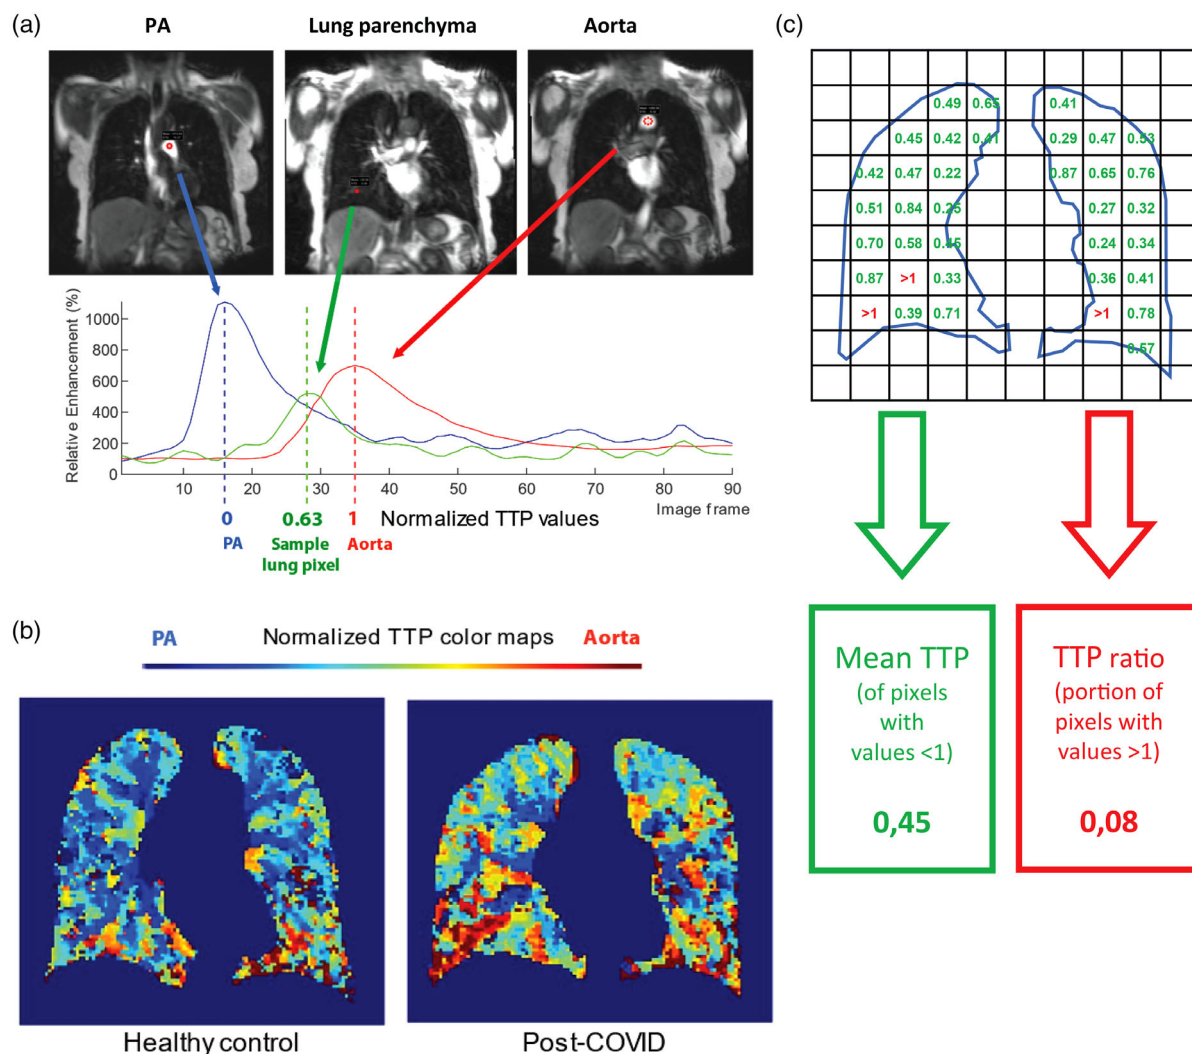 (a)
PA
Lung parenchyma
Aorta
Relative Enhancement (%)
1000
800
600
400
200
0
10 20 30 40 50 60 70 80 90
Image frame
0 0.63 1 Normalized TTP values
PA
Sample
lung pixel
Aorta
(b)
PA Normalized TTP color maps Aorta
Healthy control
Post-COVID
(c)
0.49 0.65 0.41
0.45 0.42 0.41 0.29 0.47 0.53
0.42 0.47 0.22 0.87 0.65 0.76
0.51 0.84 0.25 0.27 0.32
0.70 0.58 0.24 0.34
0.87 >1 0.33 0.36 0.41
>1 0.39 0.71 >1 0.78
0.57
Mean TTP
(of pixels
with
values <1)
0,45
TTP ratio
(portion of
pixels with
values >1)
0,08